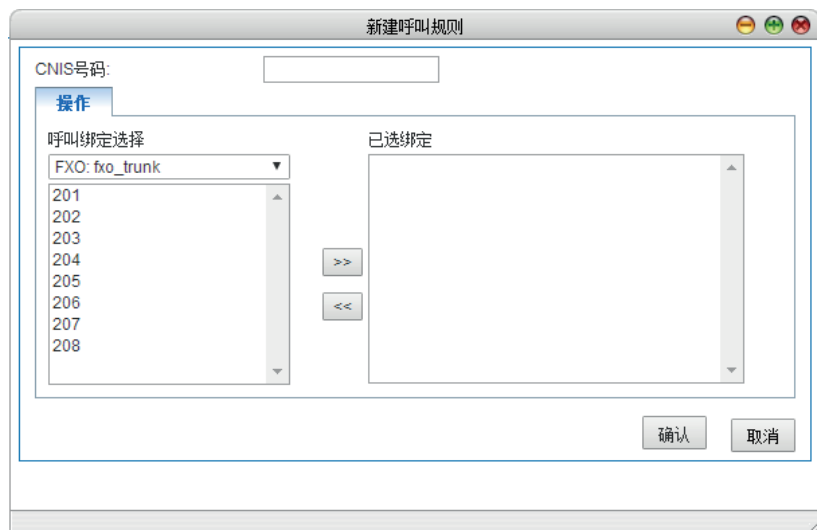 新建呼叫规则
CNIS号码:
操作
呼叫绑定选择
已选绑定
FXO: fxo_trunk
201
202
203
204
205
206
207
208
>>
<<
确认
取消